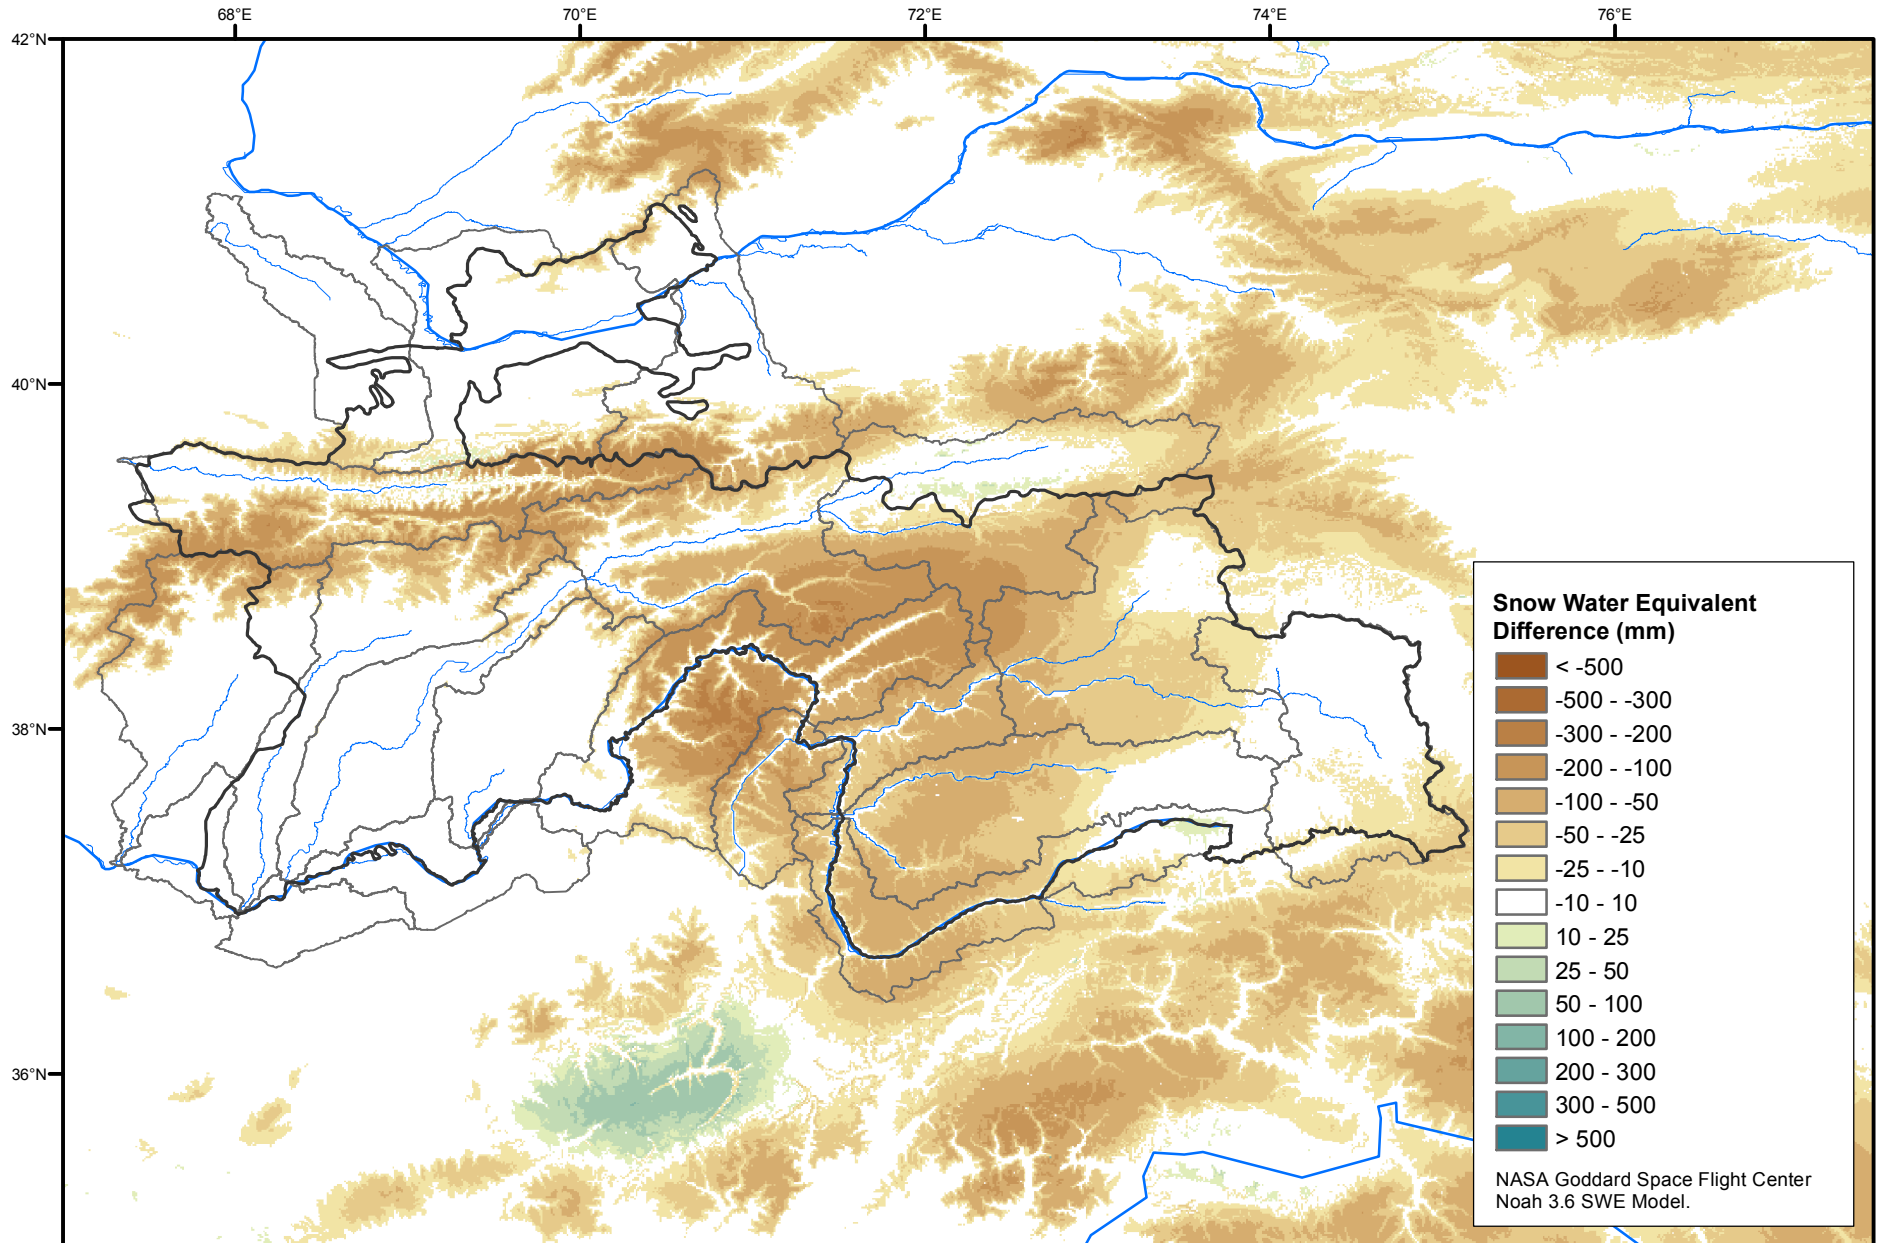 68°E
70°E
72°E
74°E
76°E
42°N
40°N
38°N
36°N
Snow Water Equivalent
Difference (mm)
< -500
-500 - -300
-300 - -200
-200 - -100
-100 - -50
-50 - -25
-25 - -10
-10 - 10
10 - 25
25 - 50
50 - 100
100 - 200
200 - 300
300 - 500
> 500
NASA Goddard Space Flight Center
Noah 3.6 SWE Model.